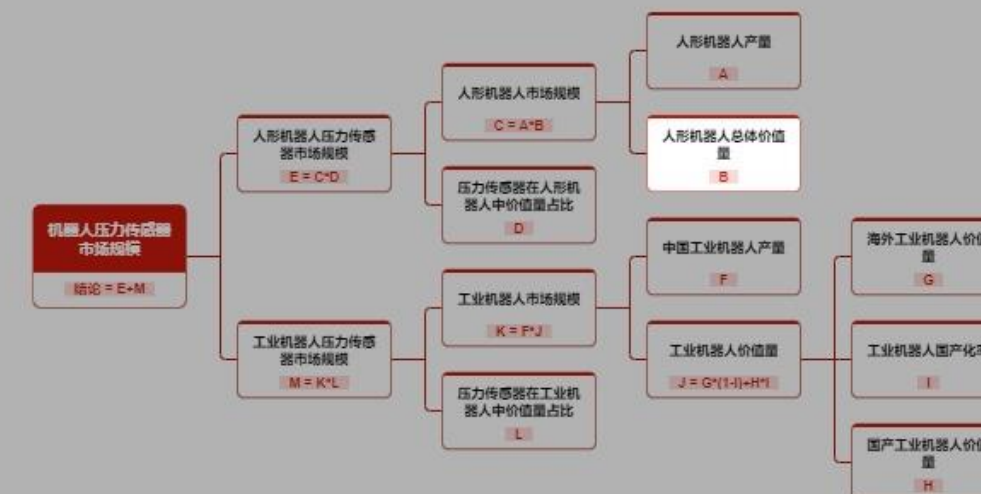 机器人压力传感器
市场规模
结论 = E+M
人形机器人压力传感
器市场规模
E = C*D
人形机器人市场规模
C = A*B
人形机器人产量
A
人形机器人总体价值
量
B
压力传感器在人形机
器人中价值量占比
D
工业机器人压力传感
器市场规模
M = K*L
工业机器人市场规模
K = F*J
中国工业机器人产量
F
工业机器人价值量
J = G*(1-I)+H*I
海外工业机器人价值
量
G
工业机器人国产化率
I
国产工业机器人价值
量
H
压力传感器在工业机
器人中价值量占比
L